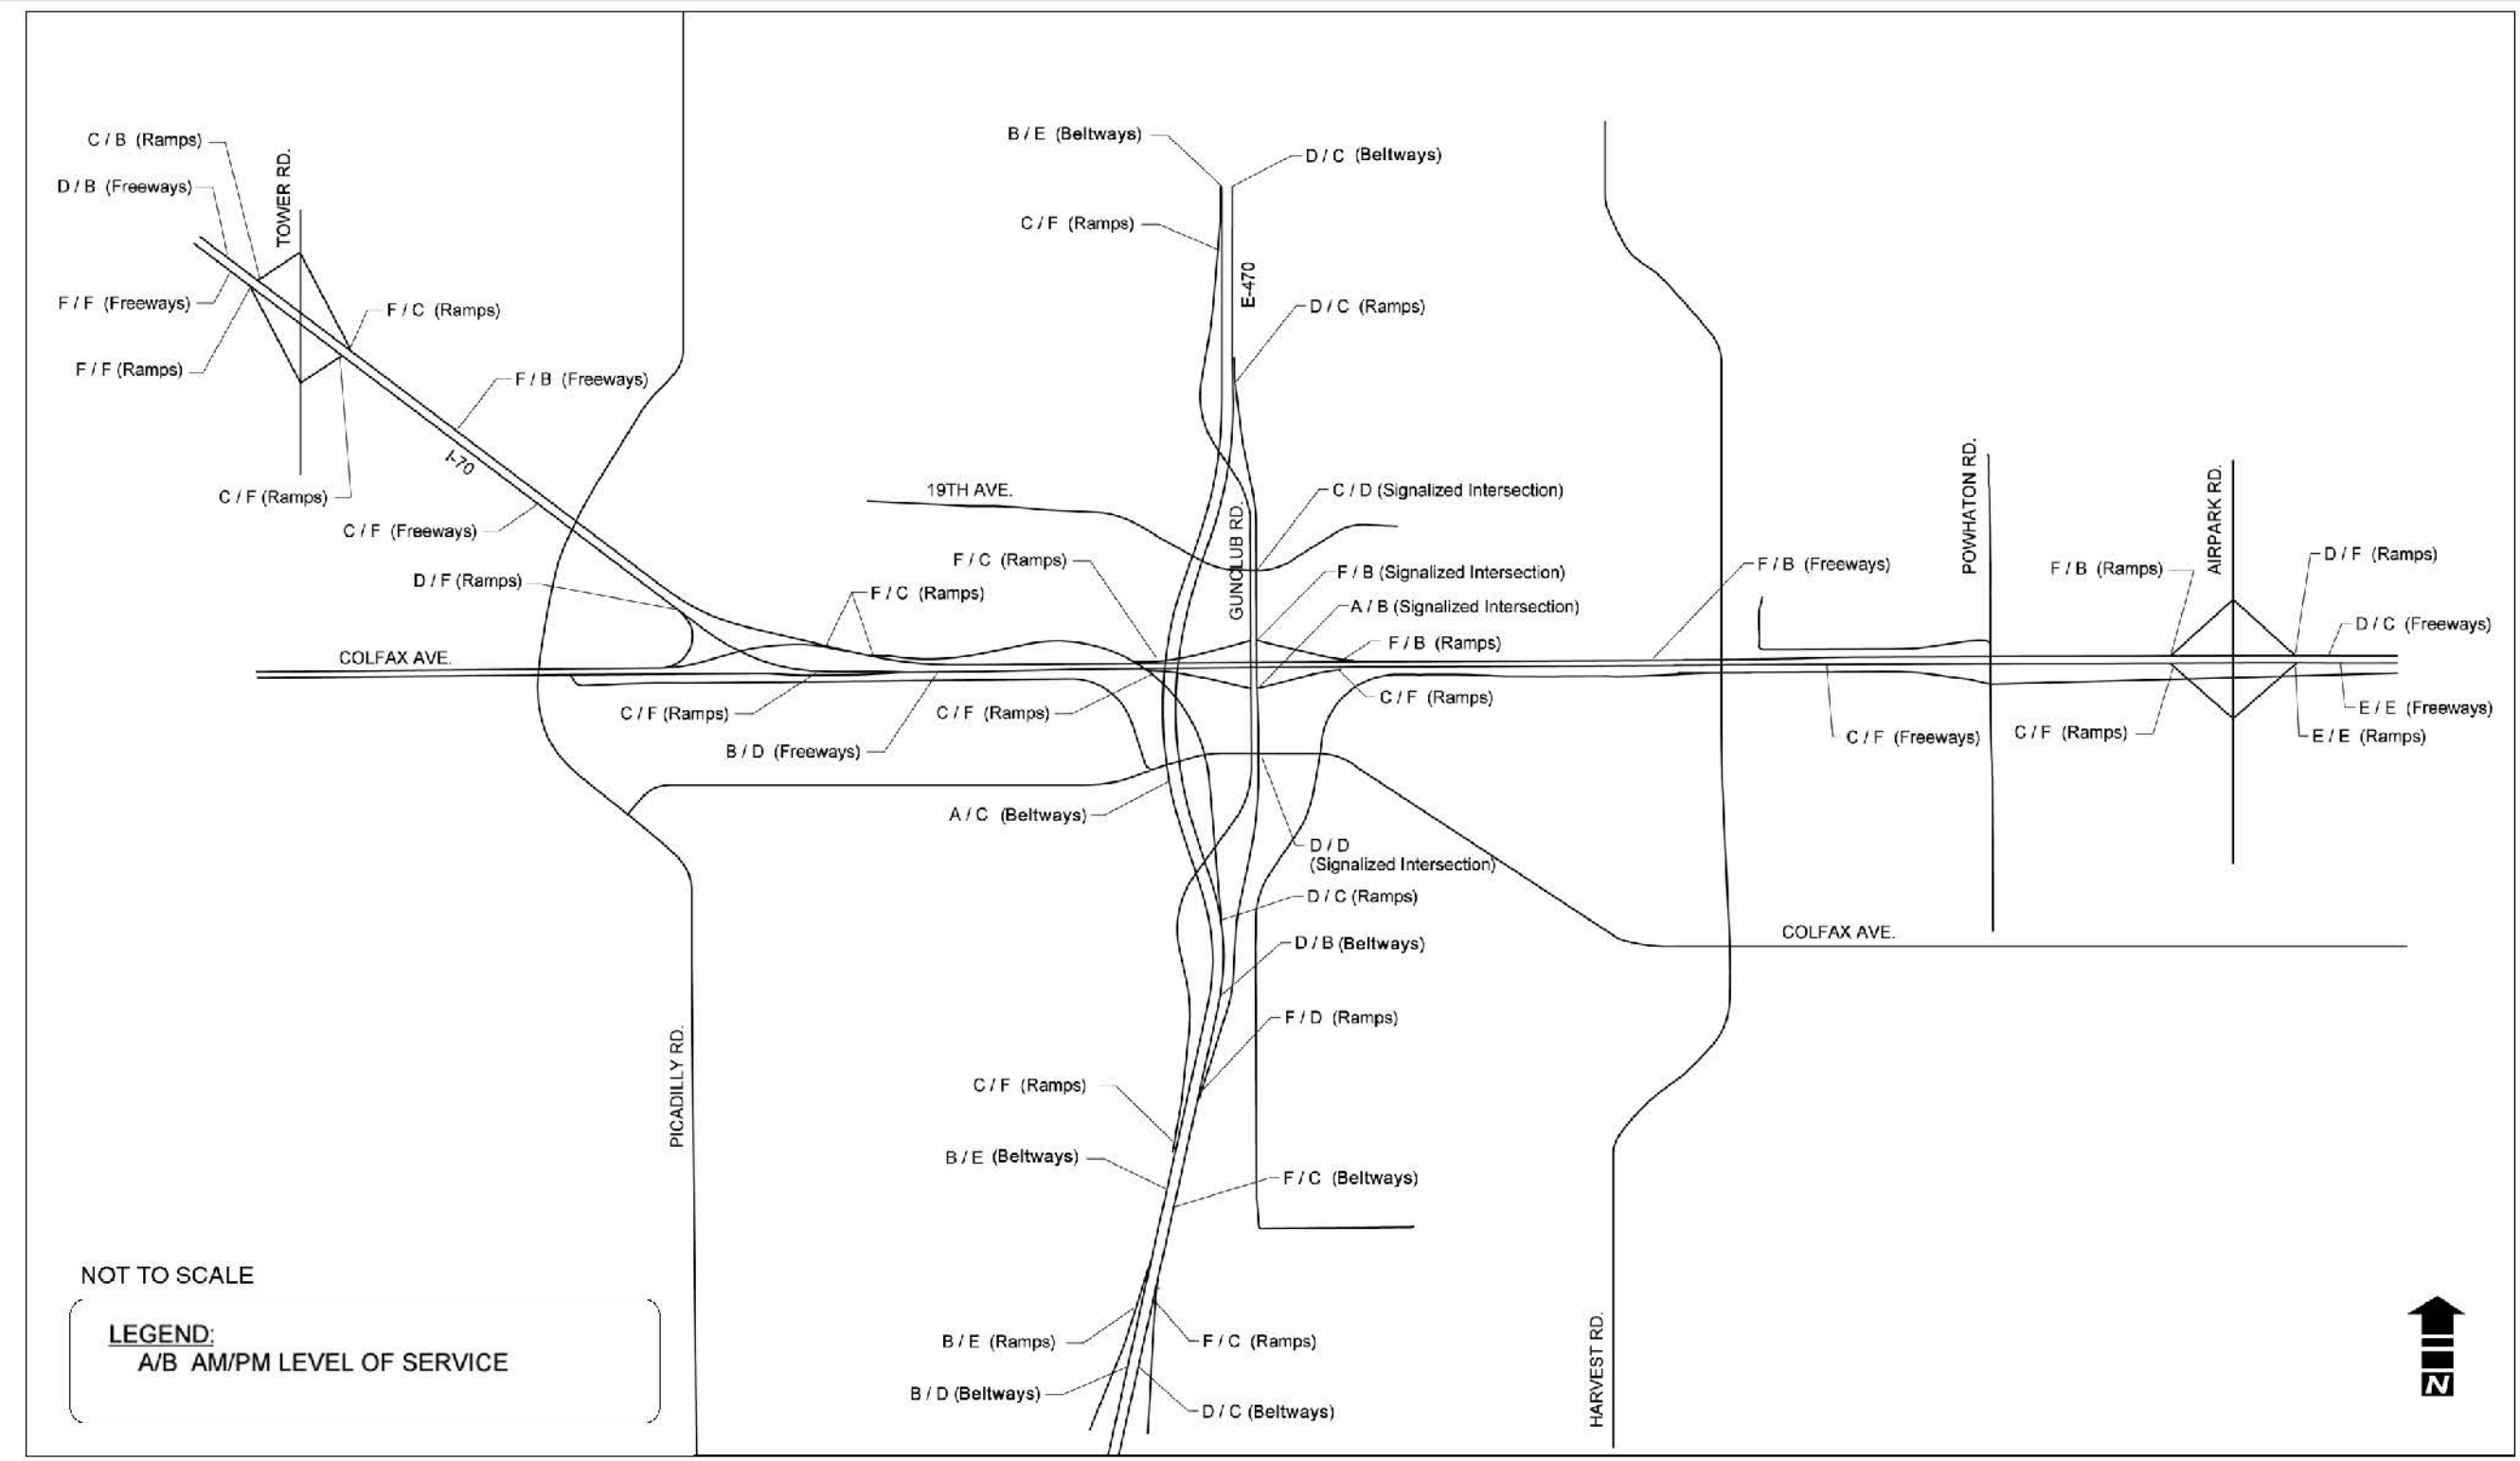 B / E (Beltways)
C / B (Ramps)
D / C (Beltways)
TOWER RD.
D / B (Freeways)
C / F (Ramps)
E-470
F / F (Freeways)
D / C (Ramps)
F / C (Ramps)
F / F (Ramps)
F / B (Freeways)
I-70
C / F (Ramps)
19TH AVE.
C / D (Signalized Intersection)
POWHATON RD.
AIRPARK RD.
C / F (Freeways)
GUNCLUB RD.
D / F (Ramps)
F / C (Ramps)
F / B (Signalized Intersection)
F / B (Freeways)
F / B (Ramps)
D / F (Ramps)
F / C (Ramps)
A / B (Signalized Intersection)
D / C (Freeways)
COLFAX AVE.
F / B (Ramps)
C / F (Ramps)
C / F (Ramps)
C / F (Ramps)
E / E (Freeways)
B / D (Freeways)
C / F (Freeways)
C / F (Ramps)
E / E (Ramps)
A / C (Beltways)
D / D
(Signalized Intersection)
D / C (Ramps)
COLFAX AVE.
D / B (Beltways)
F / D (Ramps)
PICADILLY RD.
C / F (Ramps)
B / E (Beltways)
F / C (Beltways)
B / E (Ramps)
F / C (Ramps)
HARVEST RD.
B / D (Beltways)
D / C (Beltways)
NOT TO SCALE
LEGEND:
A/B AM/PM LEVEL OF SERVICE
N